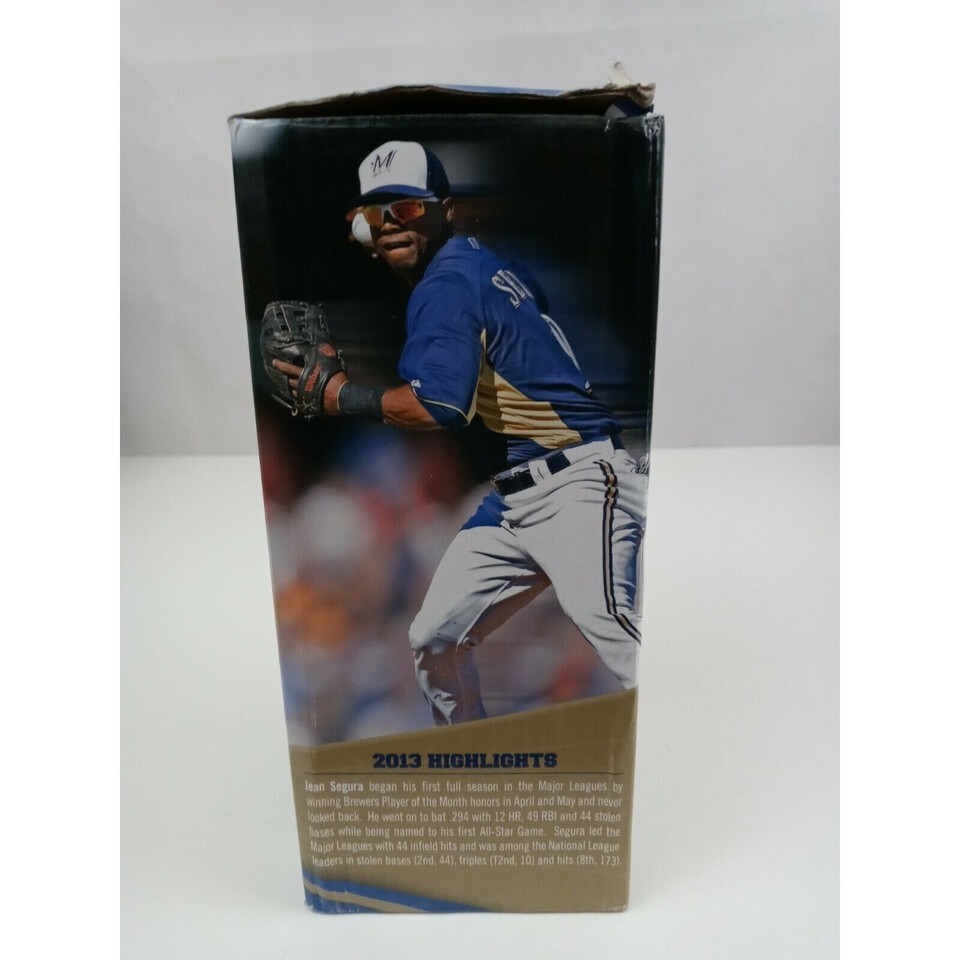 M
Wilson
S
2013 HIGHLIGHTS
Jean Segura began his first full season in the Major Leagues by
winning Brewers Player of the Month honors in April and May and never
looked back. He went on to bat .294 with 12 HR, 49 RBI and 44 stolen
bases while being named to his first All-Star Game. Segura led the
Major Leagues with 44 infield hits and was among the National League
leaders in stolen bases (2nd, 44), triples (T2nd, 10) and hits (8th, 173).